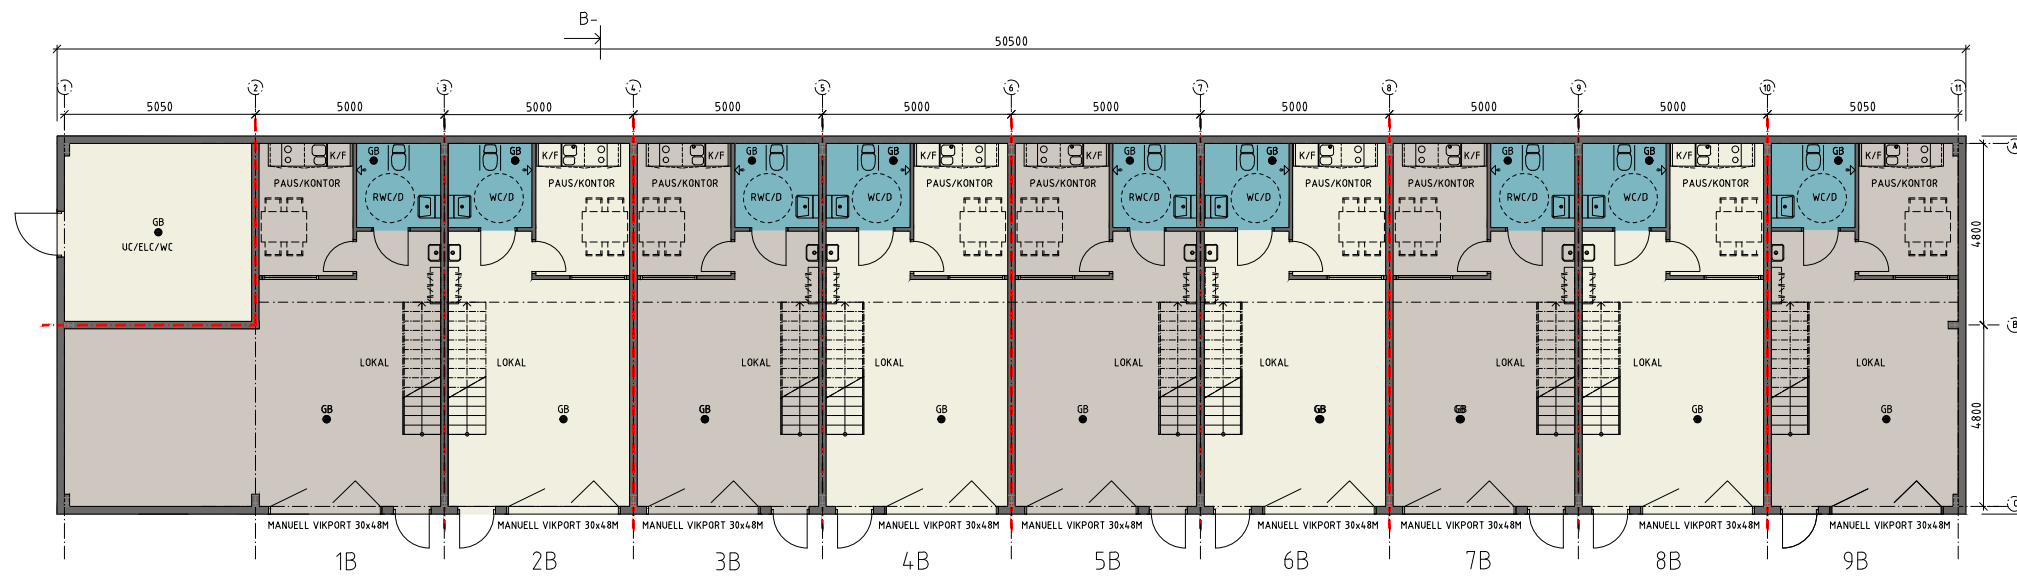 B-
50500
1 2 3 4 5 6 7 8 9 10 11
5050 5000 5000 5000 5000 5000 5000 5000 5000 5050
A
K/F GB GB K/F K/F GB GB K/F K/F GB GB K/F K/F GB GB K/F GB K/F
PAUS/KONTOR PAUS/KONTOR PAUS/KONTOR PAUS/KONTOR PAUS/KONTOR PAUS/KONTOR PAUS/KONTOR PAUS/KONTOR PAUS/KONTOR
RWC/D WC/D RWC/D WC/D RWC/D WC/D RWC/D WC/D WC/D
GB
UC/ELC/WC
4800
B
LOKAL LOKAL LOKAL LOKAL LOKAL LOKAL LOKAL LOKAL LOKAL
GB GB GB GB GB GB GB GB GB
4800
C
MANUELL VIKPORT 30x48M MANUELL VIKPORT 30x48M MANUELL VIKPORT 30x48M MANUELL VIKPORT 30x48M MANUELL VIKPORT 30x48M MANUELL VIKPORT 30x48M MANUELL VIKPORT 30x48M MANUELL VIKPORT 30x48M MANUELL VIKPORT 30x48M
1B 2B 3B 4B 5B 6B 7B 8B 9B